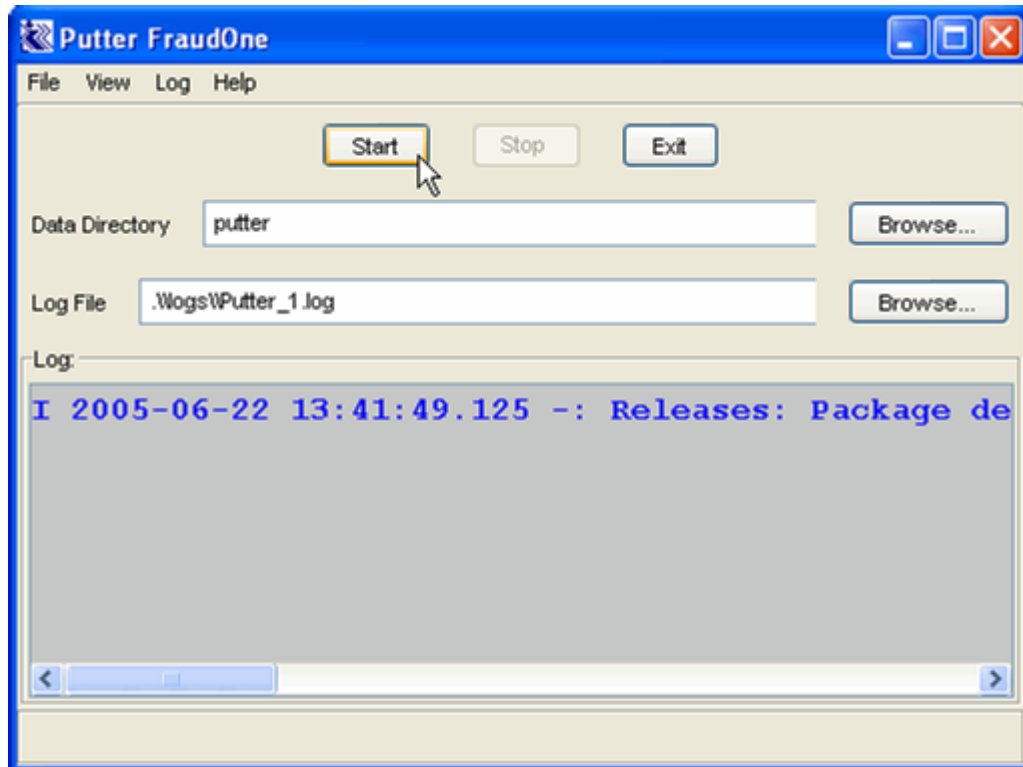 Putter FraudOne
File View Log Help
Start Stop Exit
Data Directory putter Browse...
Log File .\\logs\\Putter_1.log Browse...
Log:
I 2005-06-22 13:41:49.125 -: Releases: Package de